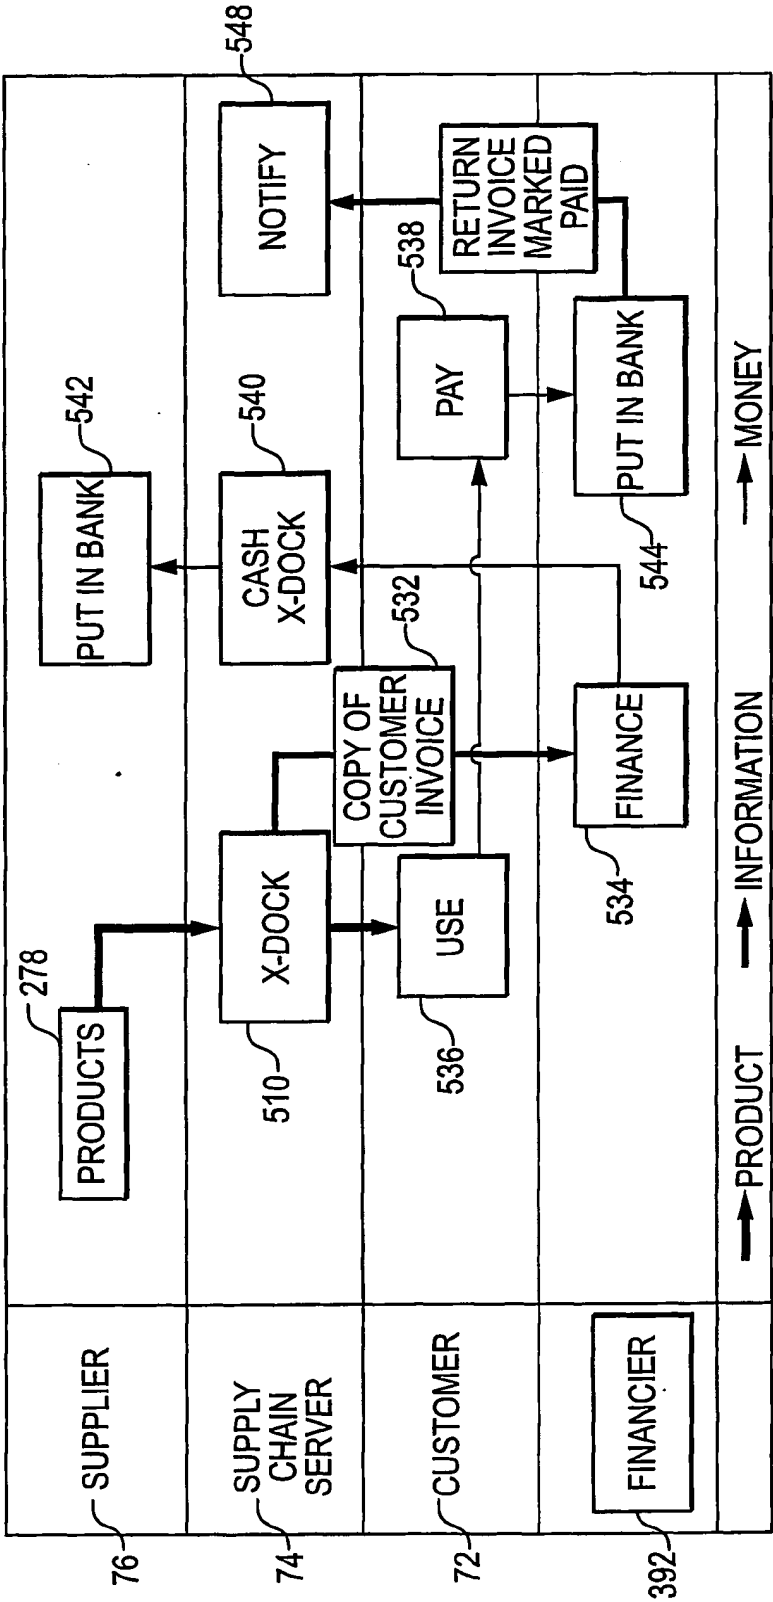 76
SUPPLIER
278
PRODUCTS
PUT IN BANK
542
74
SUPPLY
CHAIN
SERVER
510
X-DOCK
CASH
X-DOCK
540
NOTIFY
548
COPY OF
CUSTOMER
INVOICE
532
72
CUSTOMER
536
USE
PAY
538
RETURN
INVOICE
MARKED
PAID
392
FINANCIER
534
FINANCE
544
PUT IN BANK
PRODUCT
INFORMATION
MONEY